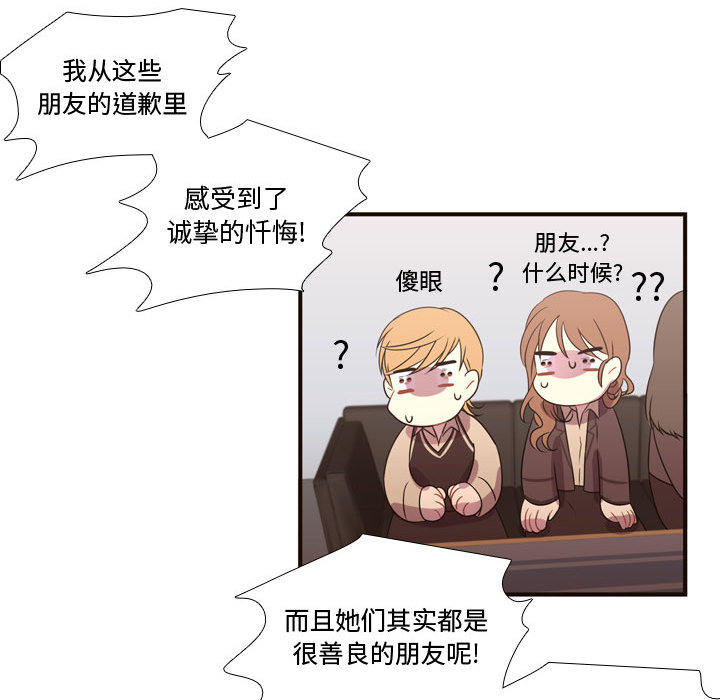 我从这些
朋友的道歉里
感受到了
诚挚的忏悔!
朋友...?
什么时候?
傻眼
?
??
?
而且她们其实都是
很善良的朋友呢!